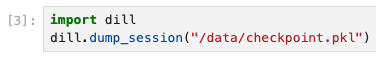 [3]: import dill
dill.dump_session("/data/checkpoint.pkl")